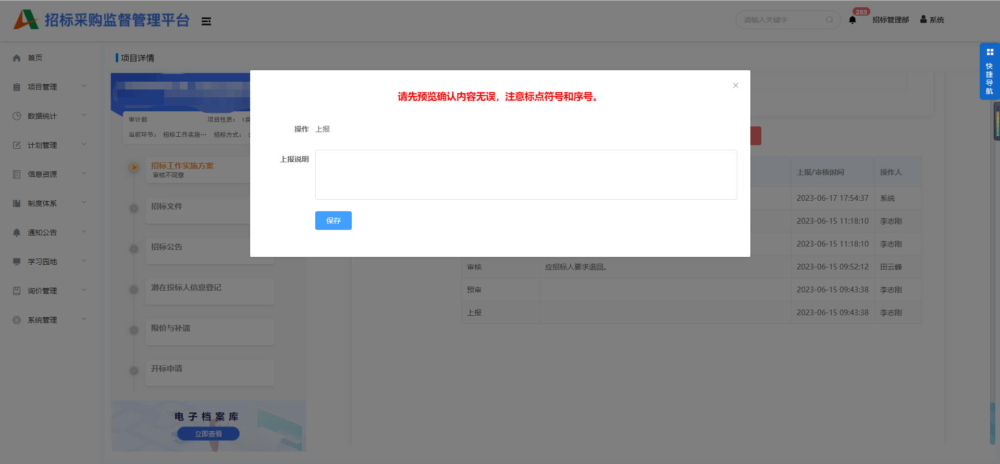 招标采购监督管理平台
请输入关键字
283
招标管理部
系统
首页
项目管理
数据统计
计划管理
信息资源
制度体系
通知公告
学习园地
询价管理
系统管理
快捷导航
项目详情
审计部
项目性质： I类
当前环节： 招标工作实施···
招标方式：
招标工作实施方案
审核不同意
招标文件
招标公告
潜在投标人信息登记
限价与补遗
开标申请
电子档案库
立即查看
请先预览确认内容无误，注意标点符号和序号。
操作 上报
上报说明
保存
上报/审核时间 操作人
2023-06-17 17:54:37 系统
2023-06-15 11:18:10 李志刚
2023-06-15 11:18:10 李志刚
审核 应招标人要求退回。 2023-06-15 09:52:12 田云峰
预审 2023-06-15 09:43:38 李志刚
上报 2023-06-15 09:43:38 李志刚